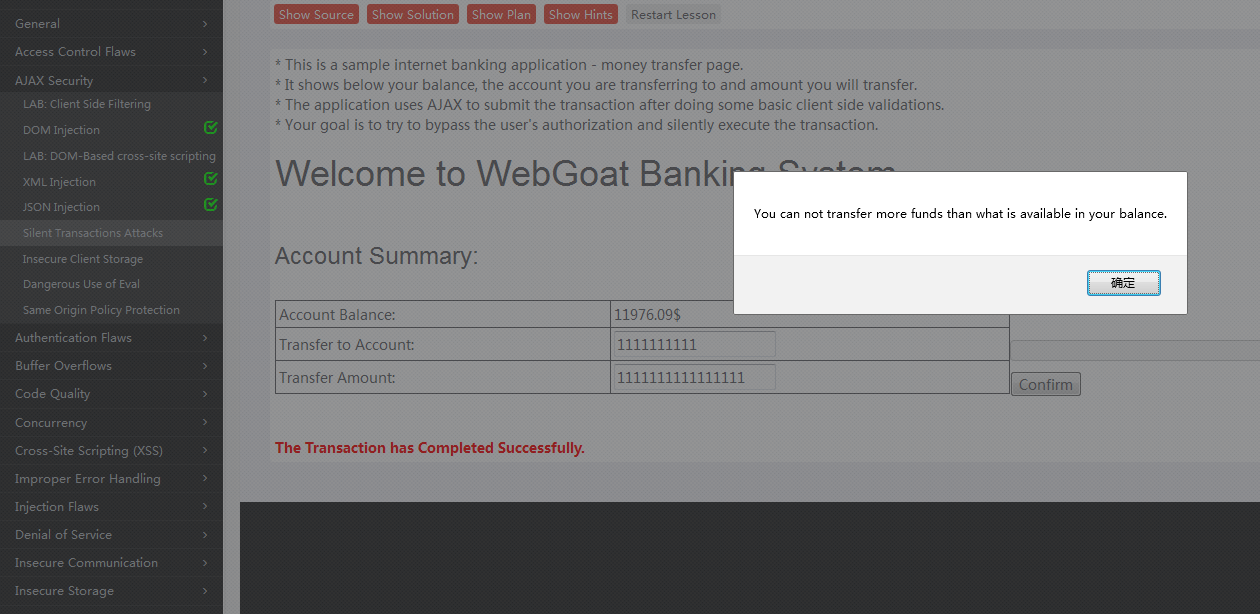 General
Access Control Flaws
AJAX Security
LAB: Client Side Filtering
DOM Injection
LAB: DOM-Based cross-site scripting
XML Injection
JSON Injection
Silent Transactions Attacks
Insecure Client Storage
Dangerous Use of Eval
Same Origin Policy Protection
Authentication Flaws
Buffer Overflows
Code Quality
Concurrency
Cross-Site Scripting (XSS)
Improper Error Handling
Injection Flaws
Denial of Service
Insecure Communication
Insecure Storage
Show Source Show Solution Show Plan Show Hints Restart Lesson
* This is a sample internet banking application - money transfer page.
* It shows below your balance, the account you are transferring to and amount you will transfer.
* The application uses AJAX to submit the transaction after doing some basic client side validations.
* Your goal is to try to bypass the user's authorization and silently execute the transaction.
Welcome to WebGoat Banking System
You can not transfer more funds than what is available in your balance.
确定
Account Summary:
Account Balance: 11976.09$
Transfer to Account: 1111111111
Transfer Amount: 1111111111111111
Confirm
The Transaction has Completed Successfully.